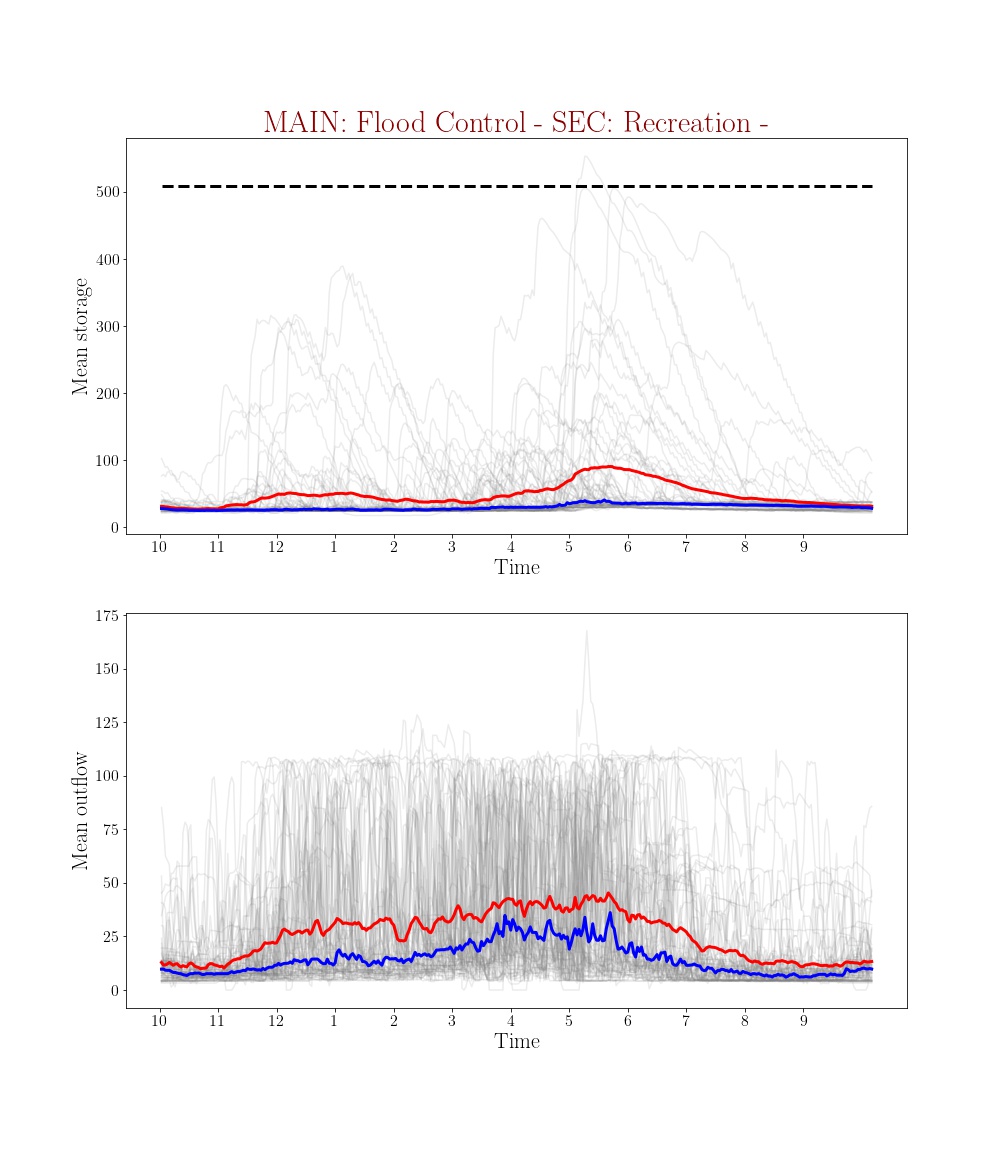 MAIN: Flood Control - SEC: Recreation -
Mean storage
500
400
300
200
100
0
10 11 12 1 2 3 4 5 6 7 8 9
Time
Mean outflow
175
150
125
100
75
50
25
0
10 11 12 1 2 3 4 5 6 7 8 9
Time